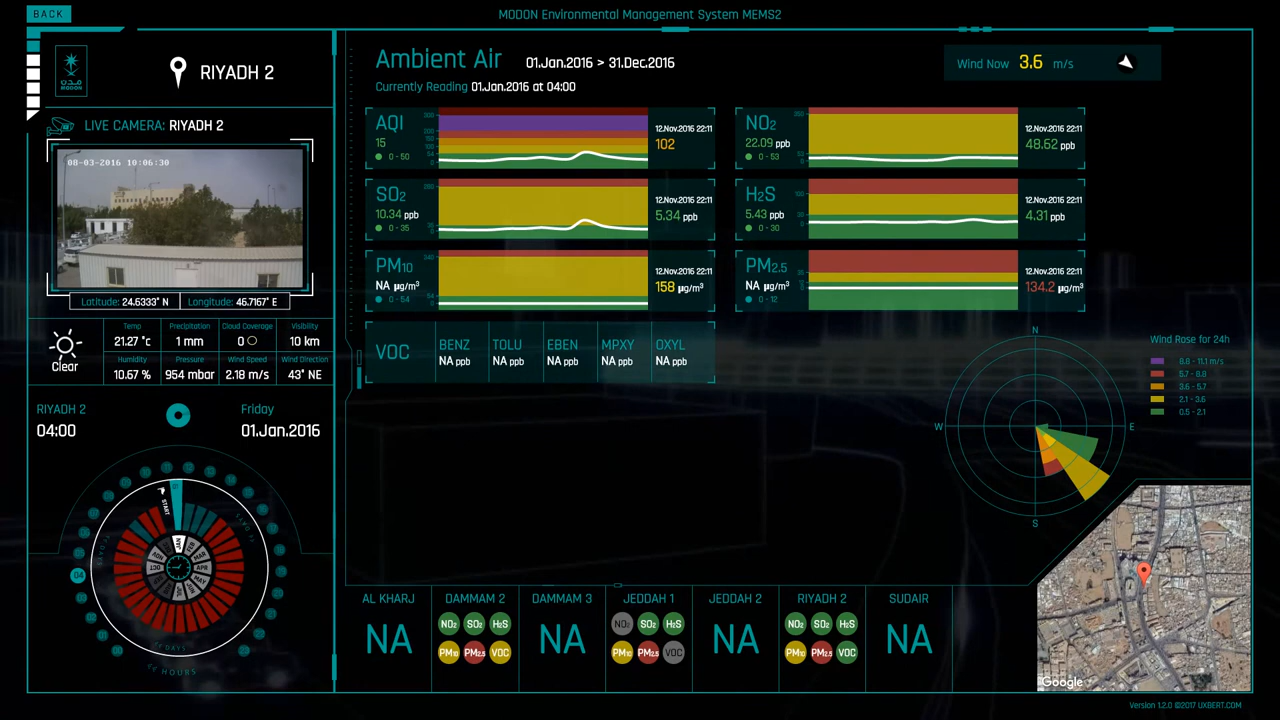 BACK
MODON Environmental Management System MEMS2
مدن
MODON
RIYADH 2
LIVE CAMERA: RIYADH 2
08-03-2016 10:06:30
Latitude: 24.6333° N
Longitude: 46.7167° E
Clear
Temp
21.27 °c
Precipitation
1 mm
Cloud Coverage
0
Visibility
10 km
Humidity
10.67 %
Pressure
954 mbar
Wind Speed
2.18 m/s
Wind Direction
43° NE
RIYADH 2
04:00
Friday
01.Jan.2016
START
JAN
FEB
MAR
APR
MAY
OCT
NOV
04
31 DAYS
HOURS
Ambient Air
01.Jan.2016 > 31.Dec.2016
Currently Reading 01.Jan.2016 at 04:00
Wind Now 3.6 m/s
AQI
15
0 - 50
12.Nov.2016 22:11
102
NO2
22.09 ppb
0 - 53
12.Nov.2016 22:11
48.62 ppb
SO2
10.34 ppb
0 - 35
12.Nov.2016 22:11
5.34 ppb
H2S
5.43 ppb
0 - 30
12.Nov.2016 22:11
4.31 ppb
PM10
NA µg/m³
0 - 54
12.Nov.2016 22:11
158 µg/m³
PM2.5
NA µg/m³
0 - 12
12.Nov.2016 22:11
134.2 µg/m³
VOC
BENZ
NA ppb
TOLU
NA ppb
EBEN
NA ppb
MPXY
NA ppb
OXYL
NA ppb
Wind Rose for 24h
8.8 - 11.1 m/s
5.7 - 8.8
3.6 - 5.7
2.1 - 3.6
0.5 - 2.1
N
W
E
S
AL KHARJ
NA
DAMMAM 2
NO2 SO2 H2S
PM10 PM2.5 VOC
DAMMAM 3
NA
JEDDAH 1
NO2 SO2 H2S
PM10 PM2.5 VOC
JEDDAH 2
NA
RIYADH 2
NO2 SO2 H2S
PM10 PM2.5 VOC
SUDAIR
NA
Google
Version 1.2.0 ©2017 UXBERT.COM